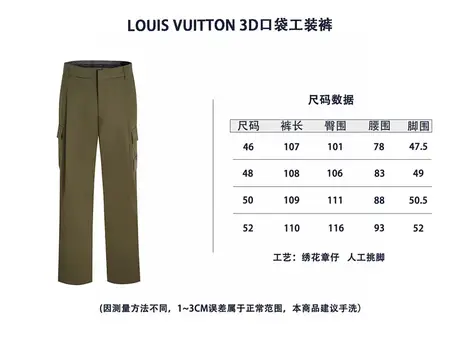 LOUIS VUITTON 3D口袋工装裤
尺码数据
尺码 裤长 臀围 腰围 脚围
46 107 101 78 47.5
48 108 106 83 49
50 109 111 88 50.5
52 110 116 93 52
工艺：绣花章仔 人工挑脚
(因测量方法不同，1~3CM误差属于正常范围，本商品建议手洗)